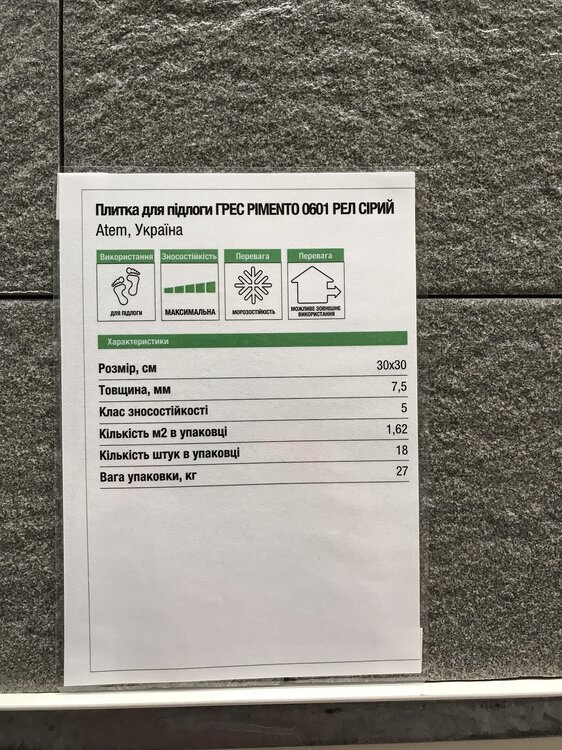 Плитка для підлоги ГРЕС PIMENTO 0601 РЕЛ СІРИЙ
Atem, Україна
Використання Зносостійкість Перевага Перевага
ДЛЯ ПІДЛОГИ МАКСИМАЛЬНА МОРОЗОСТІЙКІСТЬ МОЖЛИВЕ ЗОВНІШНЄ
ВИКОРИСТАННЯ
Характеристики
Розмір, см 30x30
Товщина, мм 7,5
Клас зносостійкості 5
Кількість м2 в упаковці 1,62
Кількість штук в упаковці 18
Вага упаковки, кг 27